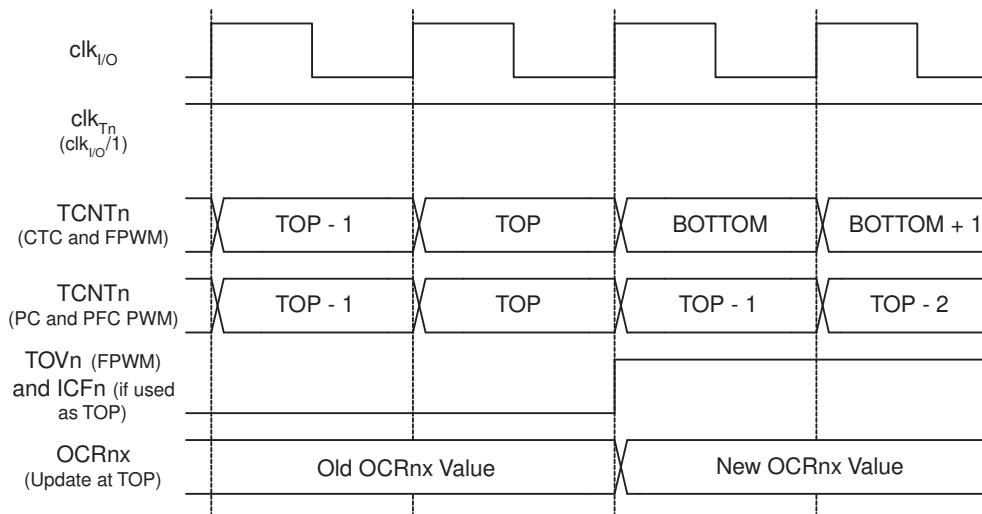 clkI/O
clkTn
(clkI/O/1)
TCNTn
(CTC and FPWM)
TOP - 1 TOP BOTTOM BOTTOM + 1
TCNTn
(PC and PFC PWM)
TOP - 1 TOP TOP - 1 TOP - 2
TOVn (FPWM)
and ICFn (if used
as TOP)
OCRnx
(Update at TOP)
Old OCRnx Value New OCRnx Value